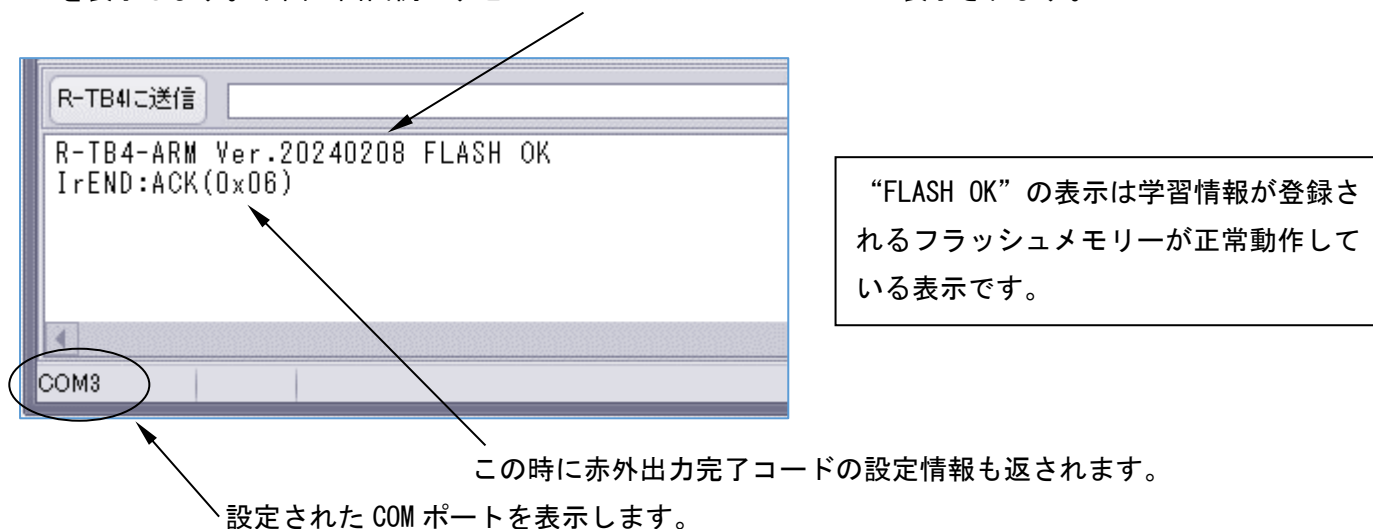 R-TB4に送信
R-TB4-ARM Ver.20240208 FLASH OK
IrEND:ACK(0x06)
“FLASH OK”の表示は学習情報が登録さ
れるフラッシュメモリーが正常動作して
いる表示です。
COM3
この時に赤外出力完了コードの設定情報も返されます。
設定された COM ポートを表示します。